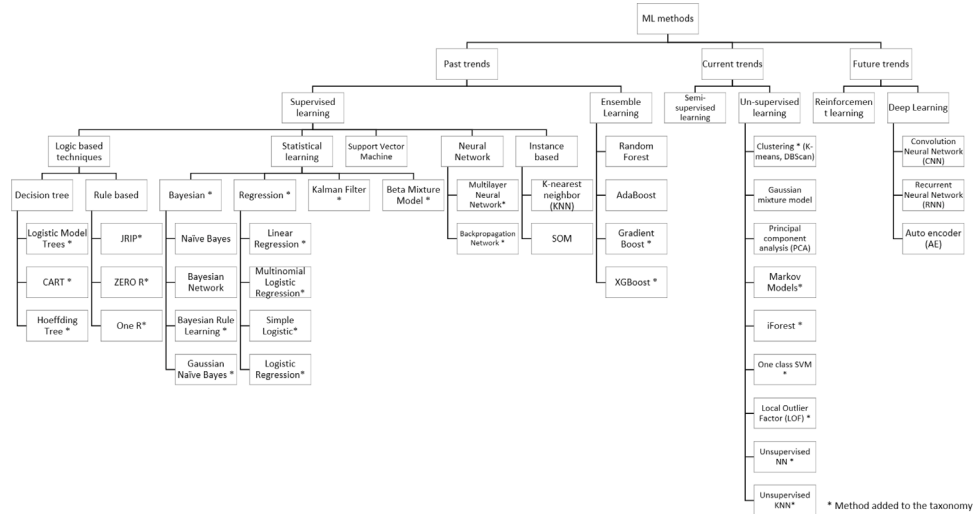 ML methods
Past trends
Current trends
Future trends
Supervised
learning
Ensemble
Learning
Semi-
supervised
learning
Un-supervised
learning
Reinforcemen
t learning
Deep Learning
Logic based
techniques
Statistical
learning
Support Vector
Machine
Neural
Network
Instance
based
Random
Forest
Clustering * (K-
means, DBScan)
Convolution
Neural Network
(CNN)
Decision tree
Rule based
Bayesian *
Regression *
Kalman Filter
*
Beta Mixture
Model *
Multilayer
Neural
Network*
K-nearest
neighbor (KNN)
AdaBoost
Gaussian
mixture model
Recurrent
Neural Network
(RNN)
Logistic Model
Trees *
JRIP*
Naïve Bayes
Linear
Regression *
Backpropagation
Network *
SOM
Gradient
Boost *
Principal
component
analysis (PCA)
Auto encoder
(AE)
CART *
ZERO R*
Bayesian
Network
Multinomial
Logistic
Regression*
XGBoost *
Markov
Models*
Hoeffding
Tree *
One R*
Bayesian Rule
Learning *
Simple
Logistic*
iForest *
Gaussian
Naïve Bayes *
Logistic
Regression*
One class SVM
*
Local Outlier
Factor (LOF) *
Unsupervised
NN *
Unsupervised
KNN*
* Method added to the taxonomy